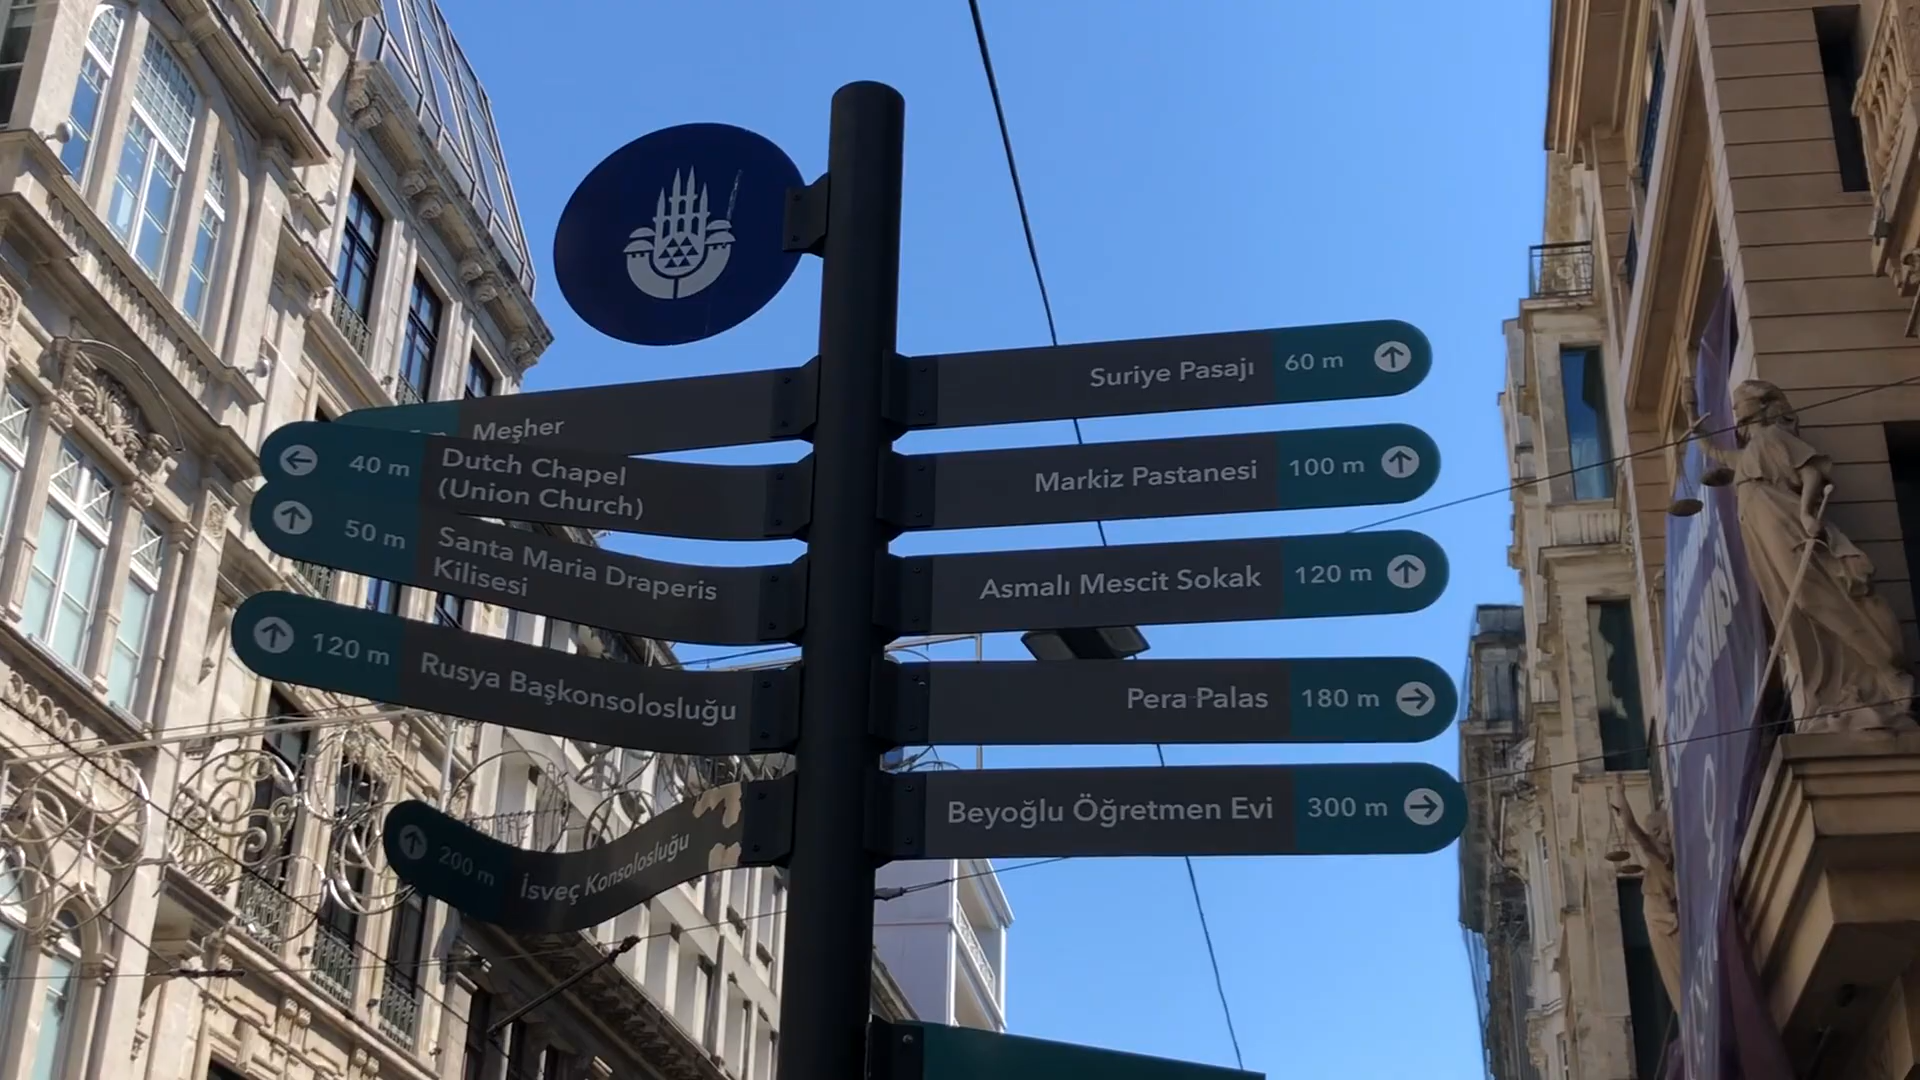 Meşher
40 m Dutch Chapel
(Union Church)
50 m Santa Maria Draperis
Kilisesi
120 m Rusya Başkonsolosluğu
200 m İsveç Konsolosluğu
Suriye Pasajı 60 m
Markiz Pastanesi 100 m
Asmalı Mescit Sokak 120 m
Pera Palas 180 m
Beyoğlu Öğretmen Evi 300 m